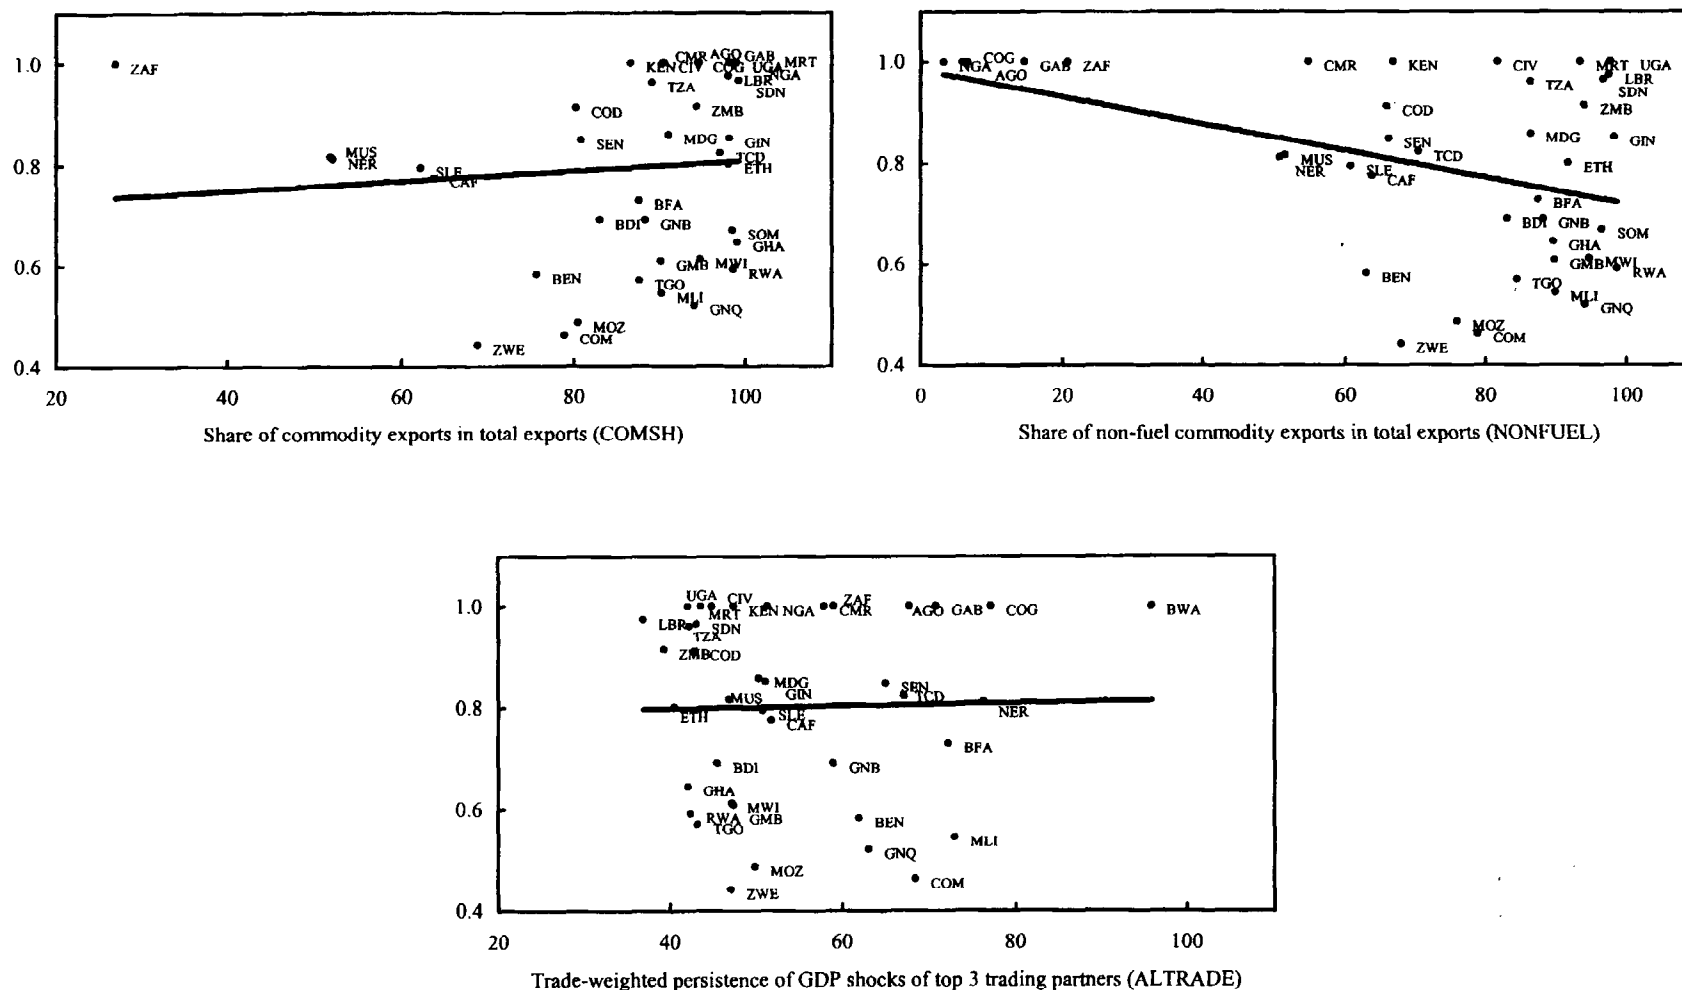 AGO GAB
CMR MRT
1.0 ZAF KEN CIV COG UGA
NGA
TZA LBR
SDN
COD ZMB
SEN MDG GIN
MUS TCD
0.8 NER SLE ETH
CAF
BFA
BDI GNB SOM
GHA
0.6 GMB MWI RWA
BEN TGO
MLI GNQ
MOZ
COM
ZWE
0.4
20 40 60 80 100
Share of commodity exports in total exports (COMSH)
COG
1.0 NGA GAB ZAF CMR KEN CIV MRT UGA
AGO TZA LBR
SDN
COD ZMB
SEN MDG GIN
TCD
0.8 MUS ETH
NER SLE CAF
BFA
BDI GNB SOM
GHA
0.6 GMB MWI RWA
BEN TGO
MLI GNQ
MOZ
COM
ZWE
0.4
0 20 40 60 80 100
Share of non-fuel commodity exports in total exports (NONFUEL)
UGA CIV ZAF
1.0 MRT KEN NGA CMR AGO GAB COG BWA
LBR SDN
TZA
ZMB COD
MDG SEN
MUS GIN TCD
0.8 ETH SLE NER
CAF
BDI GNB BFA
GHA
MWI
0.6 RWA GMB BEN
TGO
GNQ MLI
MOZ COM
ZWE
0.4
20 40 60 80 100
Trade-weighted persistence of GDP shocks of top 3 trading partners (ALTRADE)